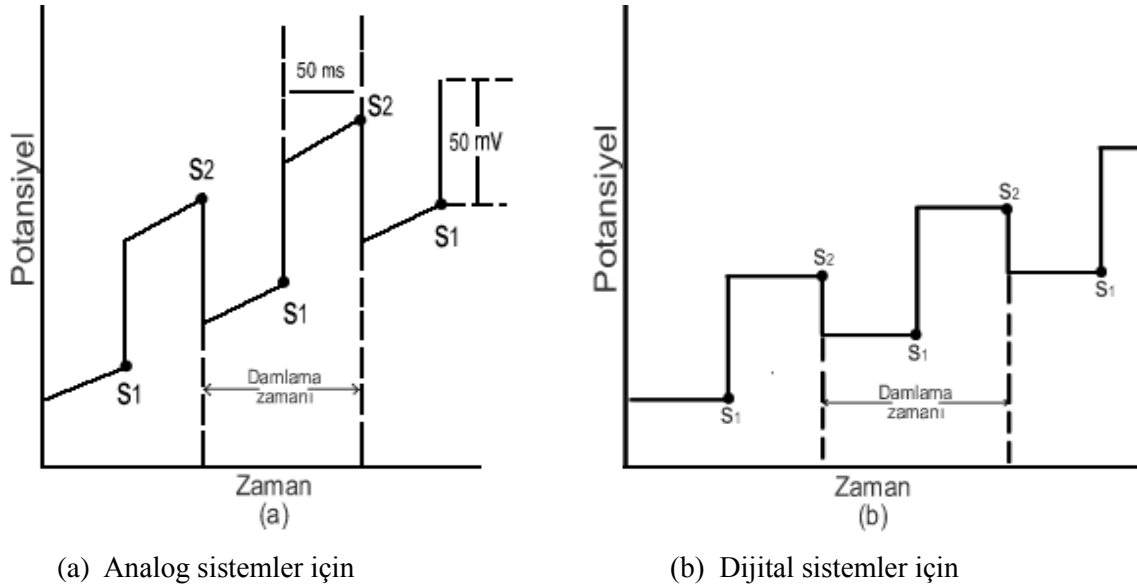 Potansiyel
50 ms
S2
S2
50 mV
S1
S1
S1
Damlama
zamanı
Zaman
(a)
Potansiyel
S2
S2
S1
S1
S1
Damlama
zamanı
Zaman
(b)
(a) Analog sistemler için
(b) Dijital sistemler için